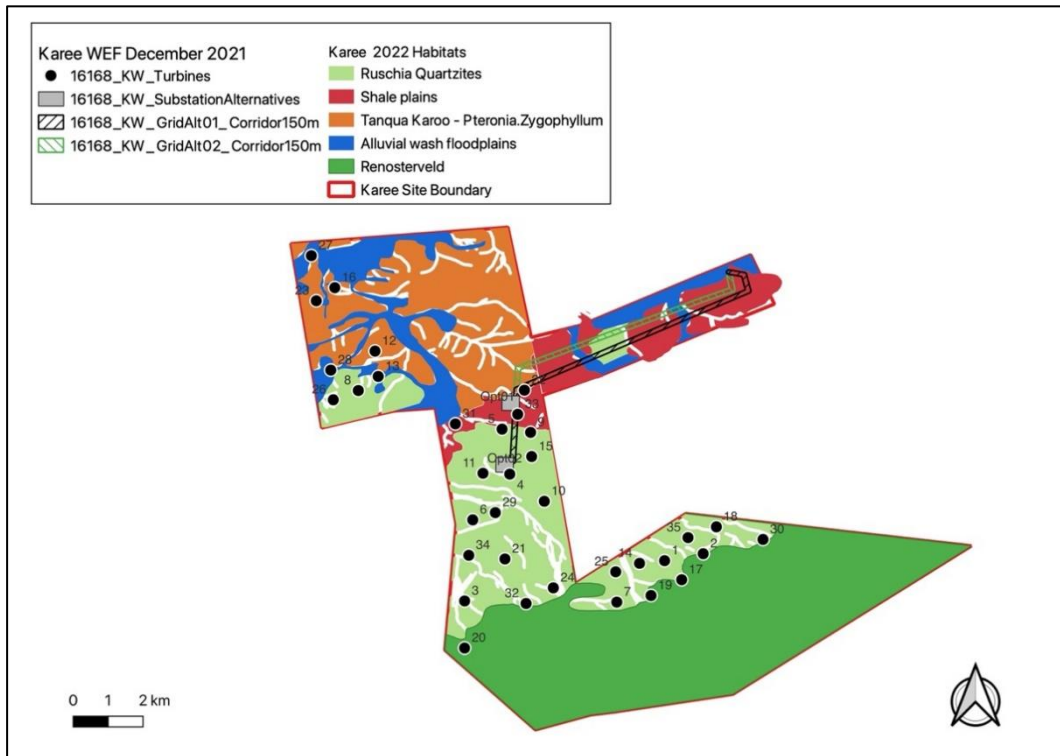 Karee WEF December 2021
16168_KW_Turbines
16168_KW_SubstationAlternatives
16168_KW_GridAlt01_Corridor150m
16168_KW_GridAlt02_Corridor150m
Karee 2022 Habitats
Ruschia Quartzites
Shale plains
Tanqua Karoo - Pteronia.Zygophyllum
Alluvial wash floodplains
Renosterveld
Karee Site Boundary
27
16
23
12
28
13
8
26
Opt01
33
31
5
9
15
11
Opt02
4
10
29
6
34
21
3
32
24
20
18
35
30
2
14
1
25
17
7
19
0 1 2 km